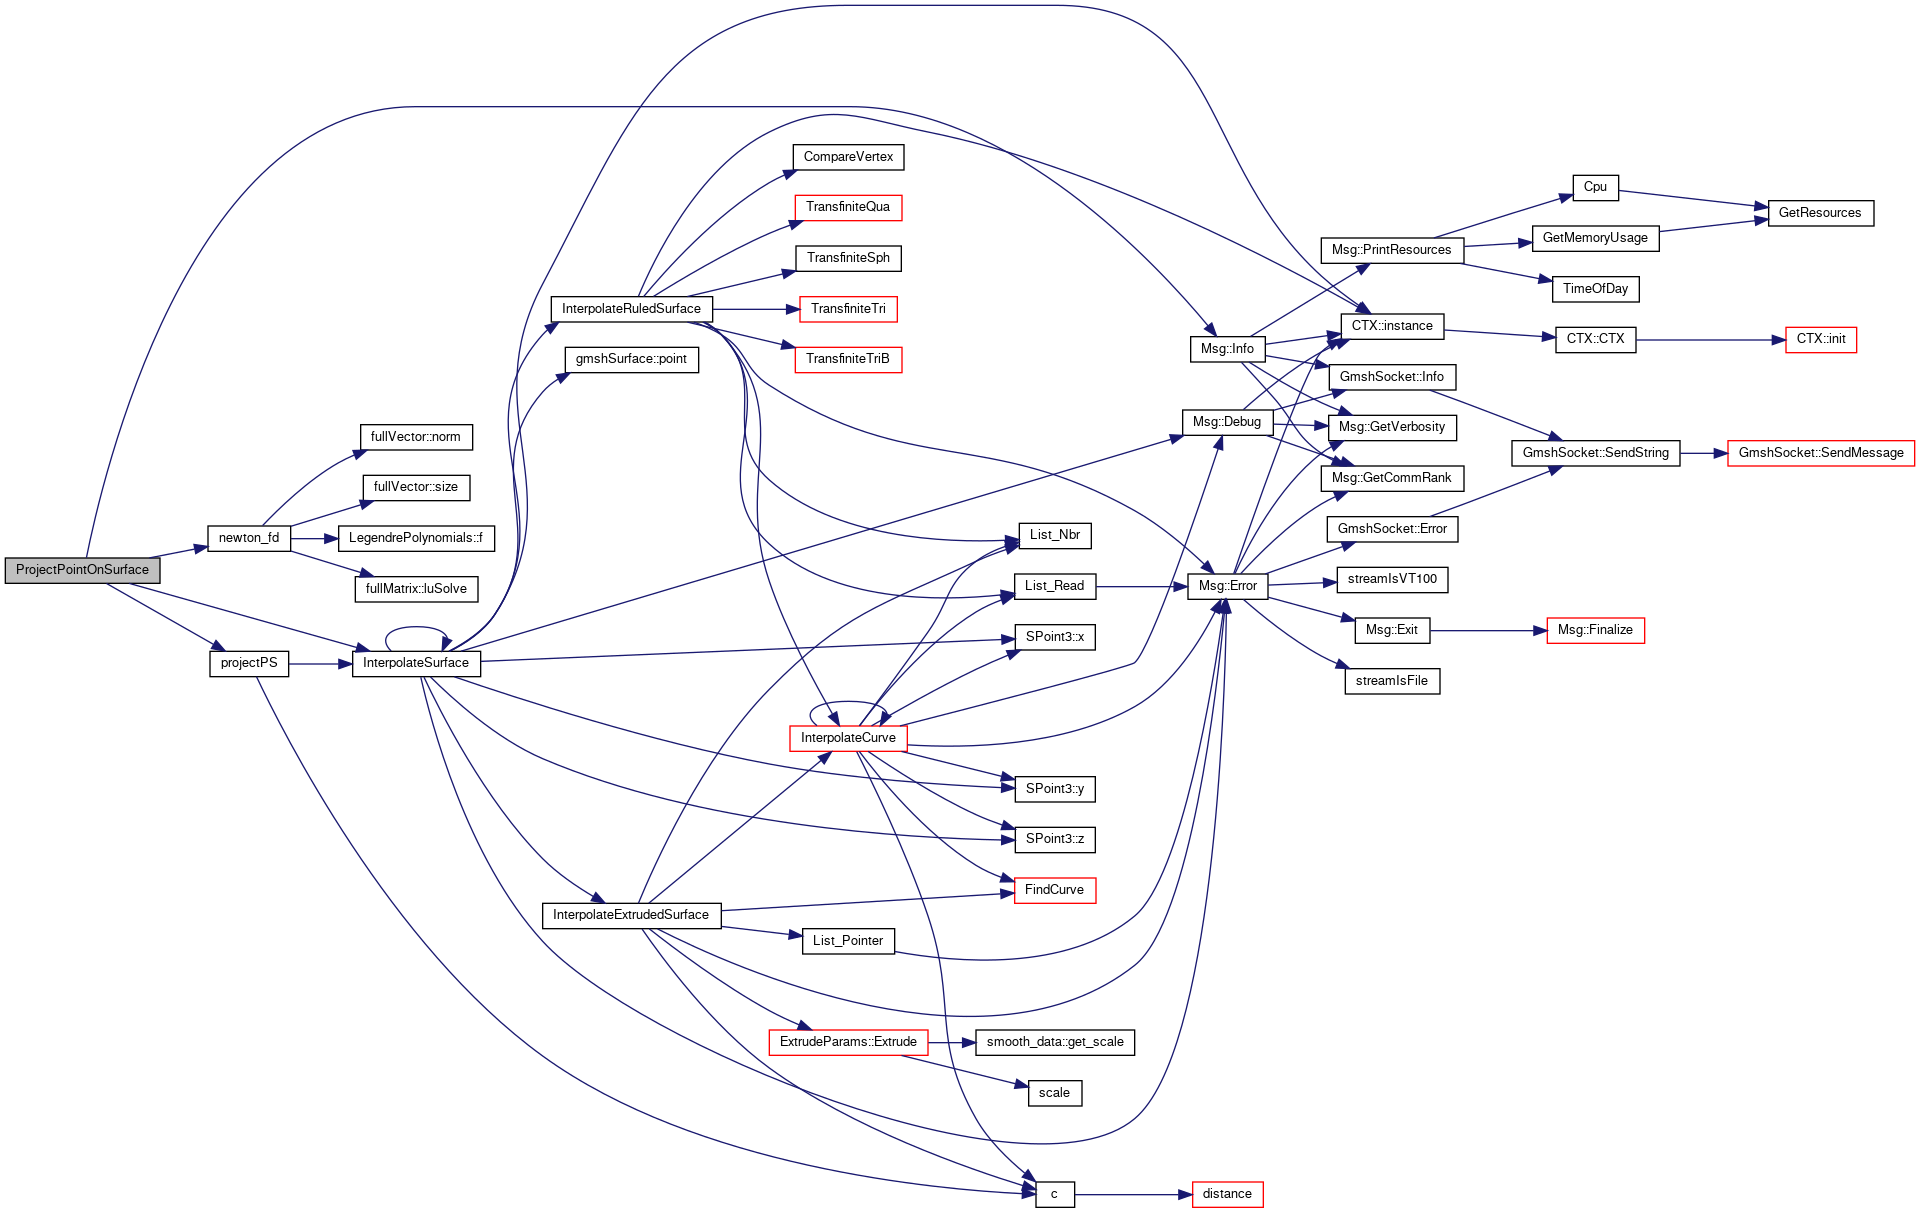 ProjectPointOnSurface
newton_fd
projectPS
fullVector::norm
fullVector::size
LegendrePolynomials::f
fullMatrix::luSolve
InterpolateSurface
InterpolateRuledSurface
gmshSurface::point
InterpolateExtrudedSurface
CompareVertex
TransfiniteQua
TransfiniteSph
TransfiniteTri
TransfiniteTriB
InterpolateCurve
List_Pointer
ExtrudeParams::Extrude
List_Nbr
List_Read
SPoint3::x
SPoint3::y
SPoint3::z
FindCurve
smooth_data::get_scale
scale
c
Msg::Info
Msg::Debug
Msg::Error
distance
Msg::PrintResources
CTX::instance
GmshSocket::Info
Msg::GetVerbosity
Msg::GetCommRank
GmshSocket::Error
streamIsVT100
Msg::Exit
streamIsFile
Cpu
GetMemoryUsage
TimeOfDay
CTX::CTX
GmshSocket::SendString
Msg::Finalize
GetResources
CTX::init
GmshSocket::SendMessage